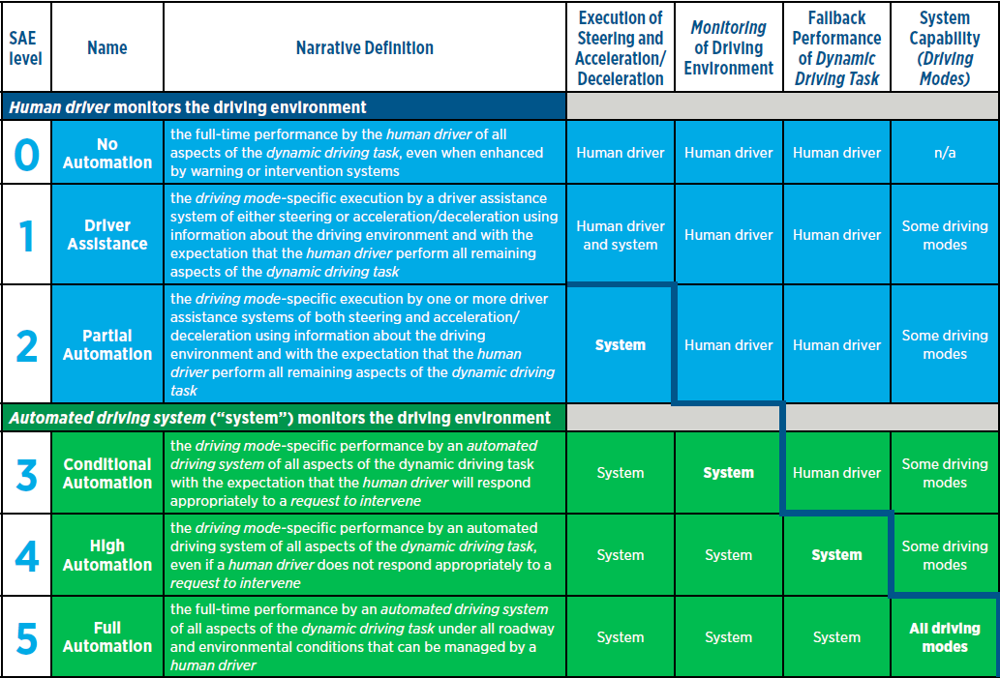 SAE level
Name
Narrative Definition
Execution of Steering and Acceleration/ Deceleration
Monitoring of Driving Environment
Fallback Performance of Dynamic Driving Task
System Capability (Driving Modes)
Human driver monitors the driving environment
0
No Automation
the full-time performance by the human driver of all
aspects of the dynamic driving task, even when enhanced
by warning or intervention systems
Human driver
Human driver
Human driver
n/a
1
Driver Assistance
the driving mode-specific execution by a driver assistance
system of either steering or acceleration/deceleration using
information about the driving environment and with the
expectation that the human driver perform all remaining
aspects of the dynamic driving task
Human driver and system
Human driver
Human driver
Some driving modes
2
Partial Automation
the driving mode-specific execution by one or more driver
assistance systems of both steering and acceleration/
deceleration using information about the driving
environment and with the expectation that the human
driver perform all remaining aspects of the dynamic driving
task
System
Human driver
Human driver
Some driving modes
Automated driving system (“system”) monitors the driving environment
3
Conditional Automation
the driving mode-specific performance by an automated
driving system of all aspects of the dynamic driving task
with the expectation that the human driver will respond
appropriately to a request to intervene
System
System
Human driver
Some driving modes
4
High Automation
the driving mode-specific performance by an automated
driving system of all aspects of the dynamic driving task,
even if a human driver does not respond appropriately to a
request to intervene
System
System
System
Some driving modes
5
Full Automation
the full-time performance by an automated driving system
of all aspects of the dynamic driving task under all roadway
and environmental conditions that can be managed by a
human driver
System
System
System
All driving modes